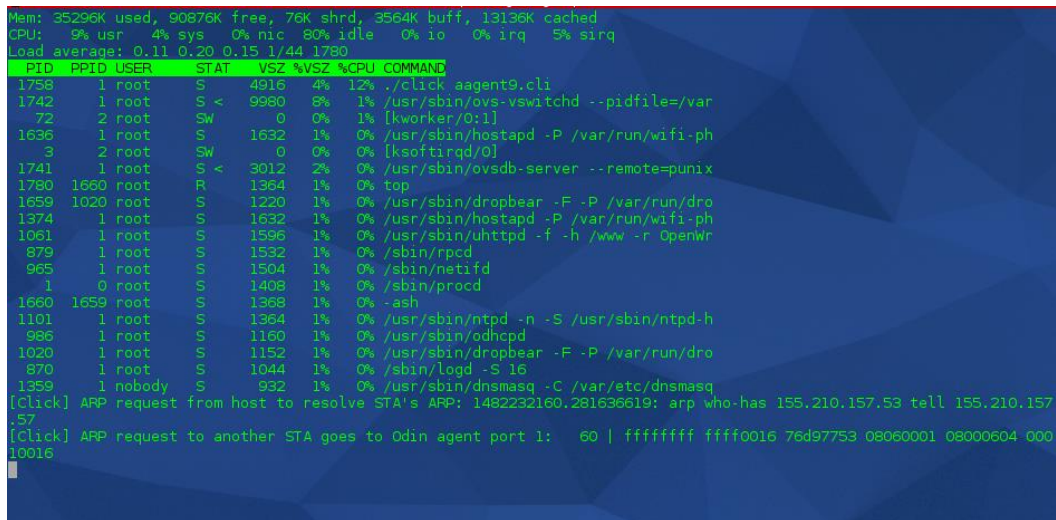 Mem: 35296K used, 90876K free, 76K shrd, 3564K buff, 13136K cached
CPU:   9% usr   4% sys   0% nic  80% idle   0% io   0% irq   5% sirq
Load average: 0.11 0.20 0.15 1/44 1780
  PID  PPID USER     STAT   VSZ %VSZ %CPU COMMAND
 1758     1 root     S     4916   4%  12% ./click aagent9.cli
 1742     1 root     S <   9980   8%   1% /usr/sbin/ovs-vswitchd --pidfile=/var
   72     2 root     SW       0   0%   1% [kworker/0:1]
 1636     1 root     S     1632   1%   0% /usr/sbin/hostapd -P /var/run/wifi-ph
    3     2 root     SW       0   0%   0% [ksoftirqd/0]
 1741     1 root     S <   3012   2%   0% /usr/sbin/ovsdb-server --remote=punix
 1780  1660 root     R     1364   1%   0% top
 1659  1020 root     S     1220   1%   0% /usr/sbin/dropbear -F -P /var/run/dro
 1374     1 root     S     1632   1%   0% /usr/sbin/hostapd -P /var/run/wifi-ph
 1061     1 root     S     1596   1%   0% /usr/sbin/uhttpd -f -h /www -r OpenWr
  879     1 root     S     1532   1%   0% /sbin/rpcd
  965     1 root     S     1504   1%   0% /sbin/netifd
    1     0 root     S     1408   1%   0% /sbin/procd
 1660  1659 root     S     1368   1%   0% -ash
 1101     1 root     S     1364   1%   0% /usr/sbin/ntpd -n -S /usr/sbin/ntpd-h
  986     1 root     S     1160   1%   0% /usr/sbin/odhcpd
 1020     1 root     S     1152   1%   0% /usr/sbin/dropbear -F -P /var/run/dro
  870     1 root     S     1044   1%   0% /sbin/logd -S 16
 1359     1 nobody   S      932   1%   0% /usr/sbin/dnsmasq -C /var/etc/dnsmasq
[Click] ARP request from host to resolve STA's ARP: 1482232160.281636619: arp who-has 155.210.157.53 tell 155.210.157
.57
[Click] ARP request to another STA goes to Odin agent port 1:   60 | ffffffff ffff0016 76d97753 08060001 08000604 000
10016